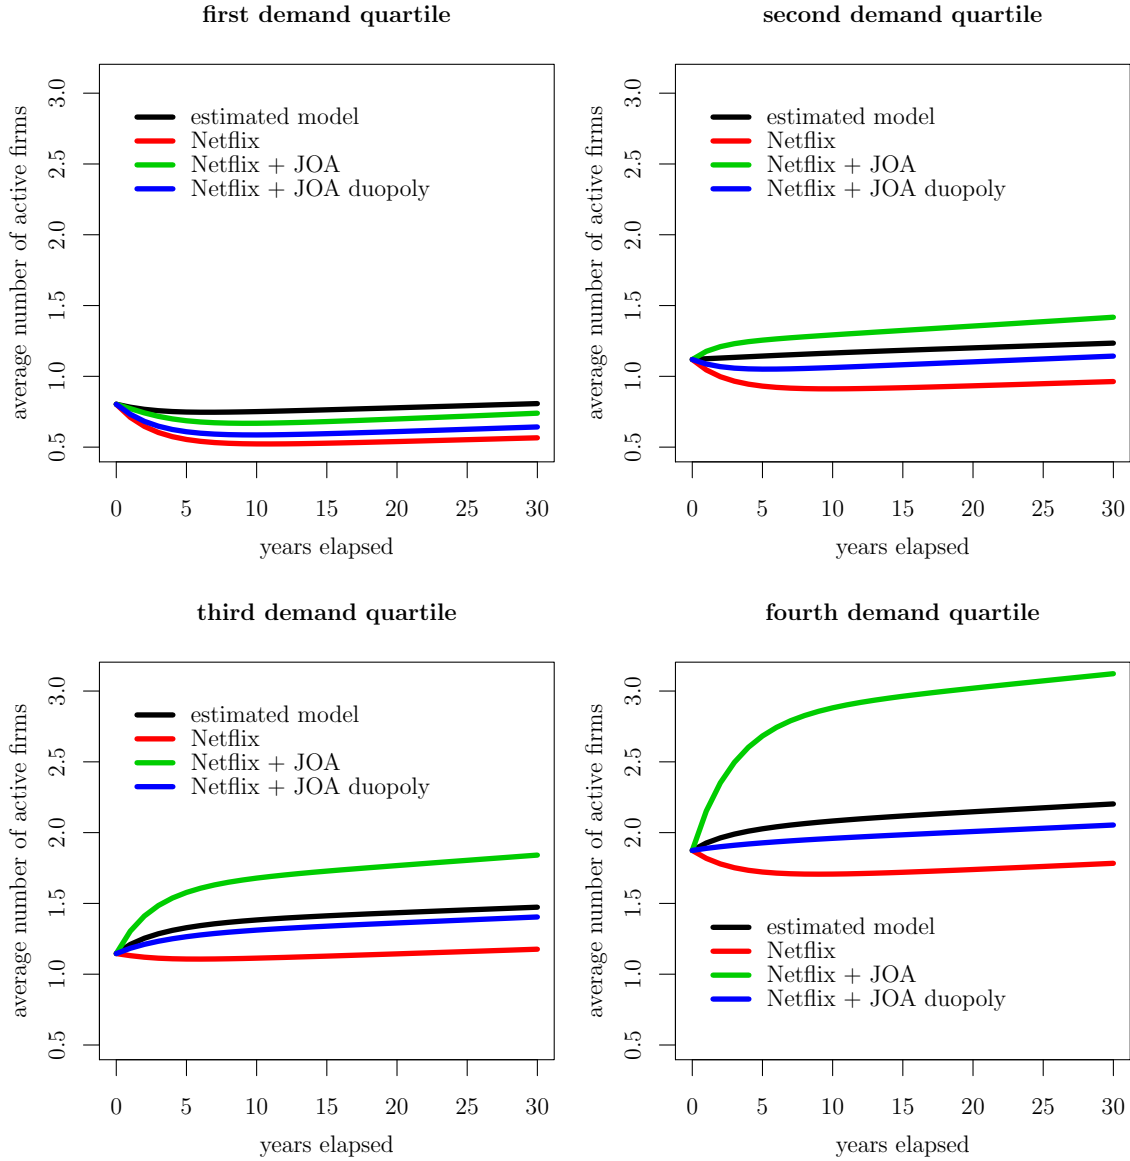 first demand quartile
average number of active firms
3.0
2.5
2.0
1.5
1.0
0.5
estimated model
Netflix
Netflix + JOA
Netflix + JOA duopoly
0 5 10 15 20 25 30
years elapsed
second demand quartile
average number of active firms
3.0
2.5
2.0
1.5
1.0
0.5
estimated model
Netflix
Netflix + JOA
Netflix + JOA duopoly
0 5 10 15 20 25 30
years elapsed
third demand quartile
average number of active firms
3.0
2.5
2.0
1.5
1.0
0.5
estimated model
Netflix
Netflix + JOA
Netflix + JOA duopoly
0 5 10 15 20 25 30
years elapsed
fourth demand quartile
average number of active firms
3.0
2.5
2.0
1.5
1.0
0.5
estimated model
Netflix
Netflix + JOA
Netflix + JOA duopoly
0 5 10 15 20 25 30
years elapsed